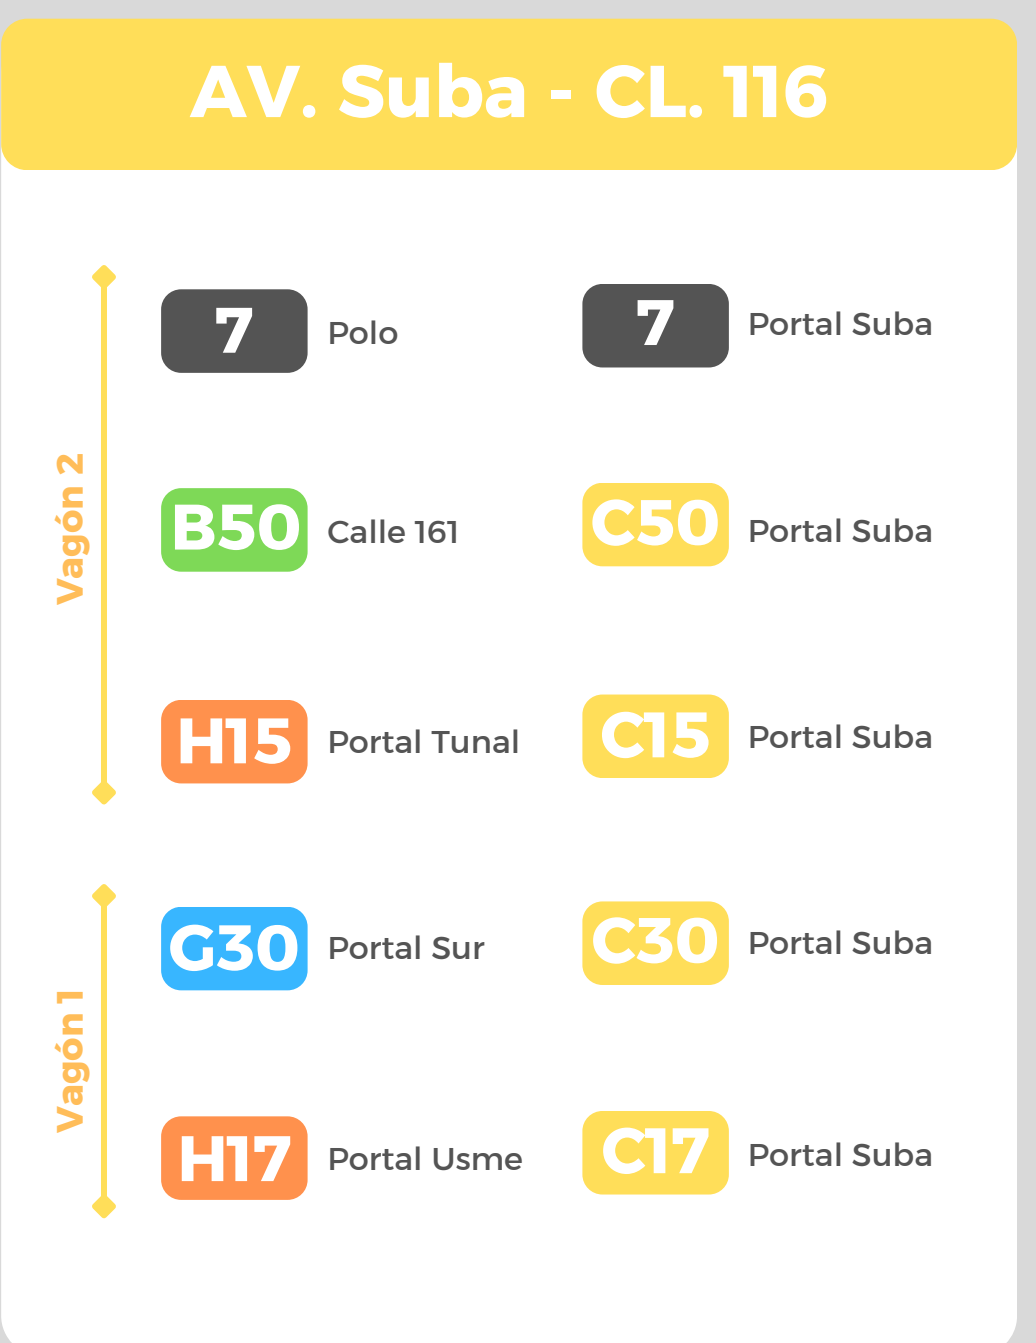 AV. Suba - CL. 116
Vagón 2
7 Polo 7 Portal Suba
B50 Calle 161 C50 Portal Suba
H15 Portal Tunal C15 Portal Suba
Vagón 1
G30 Portal Sur C30 Portal Suba
H17 Portal Usme C17 Portal Suba